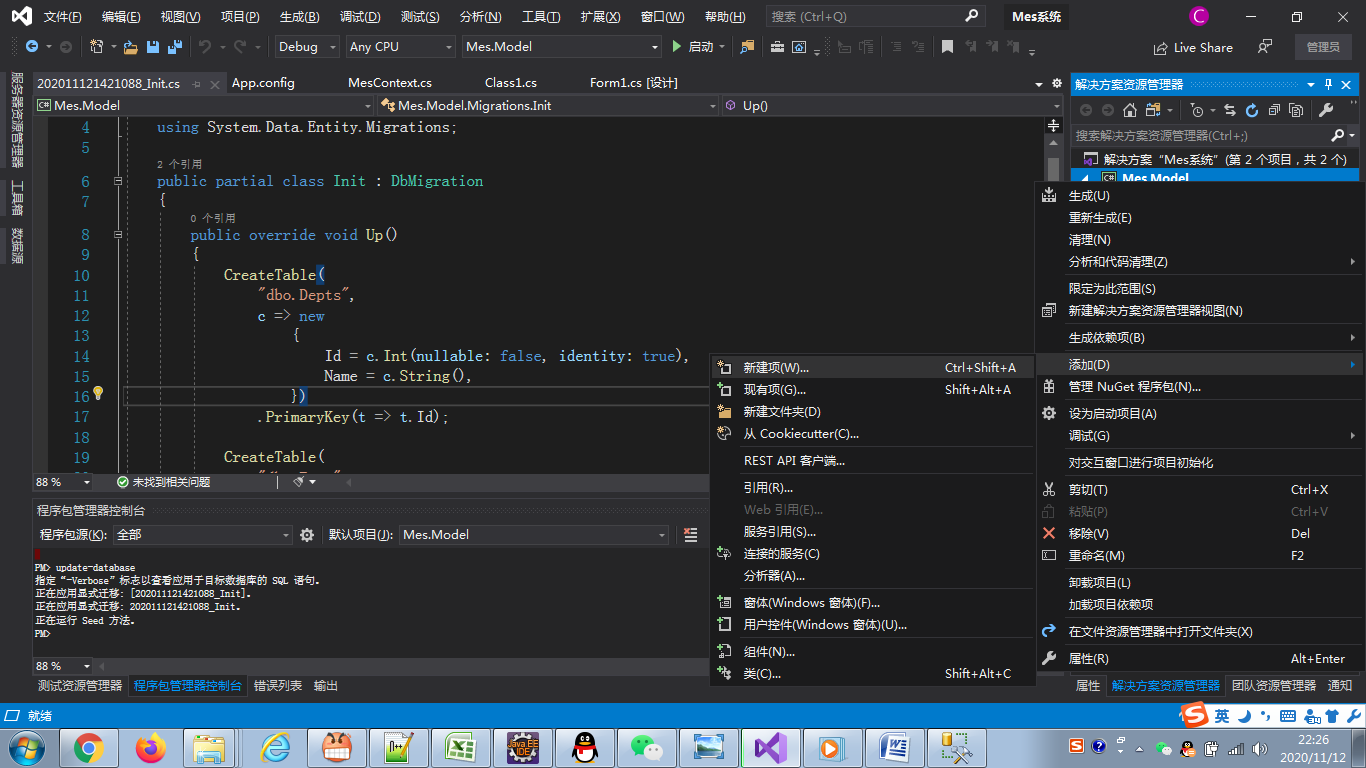 文件(F) 编辑(E) 视图(V) 项目(P) 生成(B) 调试(D) 测试(S) 分析(N) 工具(T) 扩展(X) 窗口(W) 帮助(H) 搜索 (Ctrl+Q) Mes系统 C
Debug Any CPU Mes.Model 启动 Live Share 管理员
服务器资源管理器
工具箱
数据源
202011121421088_Init.cs App.config MesContext.cs Class1.cs Form1.cs [设计]
Mes.Model Mes.Model.Migrations.Init Up()
4 using System.Data.Entity.Migrations;
5
2 个引用
6 public partial class Init : DbMigration
7 {
0 个引用
8 public override void Up()
9 {
10 CreateTable(
11 "dbo.Depts",
12 c => new
13 {
14 Id = c.Int(nullable: false, identity: true),
15 Name = c.String(),
16 })
17 .PrimaryKey(t => t.Id);
18
19 CreateTable(
88 % 未找到相关问题
程序包管理器控制台
程序包源(K): 全部 默认项目(J): Mes.Model
PM> update-database
指定“-Verbose”标志以查看应用于目标数据库的 SQL 语句。
正在应用显式迁移: [202011121421088_Init]。
正在应用显式迁移: 202011121421088_Init。
正在运行 Seed 方法。
PM>
88 %
测试资源管理器 程序包管理器控制台 错误列表 输出
解决方案资源管理器
搜索解决方案资源管理器(Ctrl+;)
解决方案“Mes系统”(第 2 个项目，共 2 个)
Mes.Model
生成(U)
重新生成(E)
清理(N)
分析和代码清理(Z)
限定为此范围(S)
新建解决方案资源管理器视图(N)
生成依赖项(B)
添加(D)
管理 NuGet 程序包(N)...
设为启动项目(A)
调试(G)
对交互窗口进行项目初始化
剪切(T) Ctrl+X
粘贴(P) Ctrl+V
移除(V) Del
重命名(M) F2
卸载项目(L)
加载项目依赖项
在文件资源管理器中打开文件夹(X)
属性(R) Alt+Enter
新建项(W)... Ctrl+Shift+A
现有项(G)... Shift+Alt+A
新建文件夹(D)
从 Cookiecutter(C)...
REST API 客户端...
引用(R)...
Web 引用(E)...
服务引用(S)...
连接的服务(C)
分析器(A)...
窗体(Windows 窗体)(F)...
用户控件(Windows 窗体)(U)...
组件(N)...
类(C)... Shift+Alt+C
属性 解决方案资源管理器 团队资源管理器 通知
就绪
英
Java EE
IDE
22:26
2020/11/12